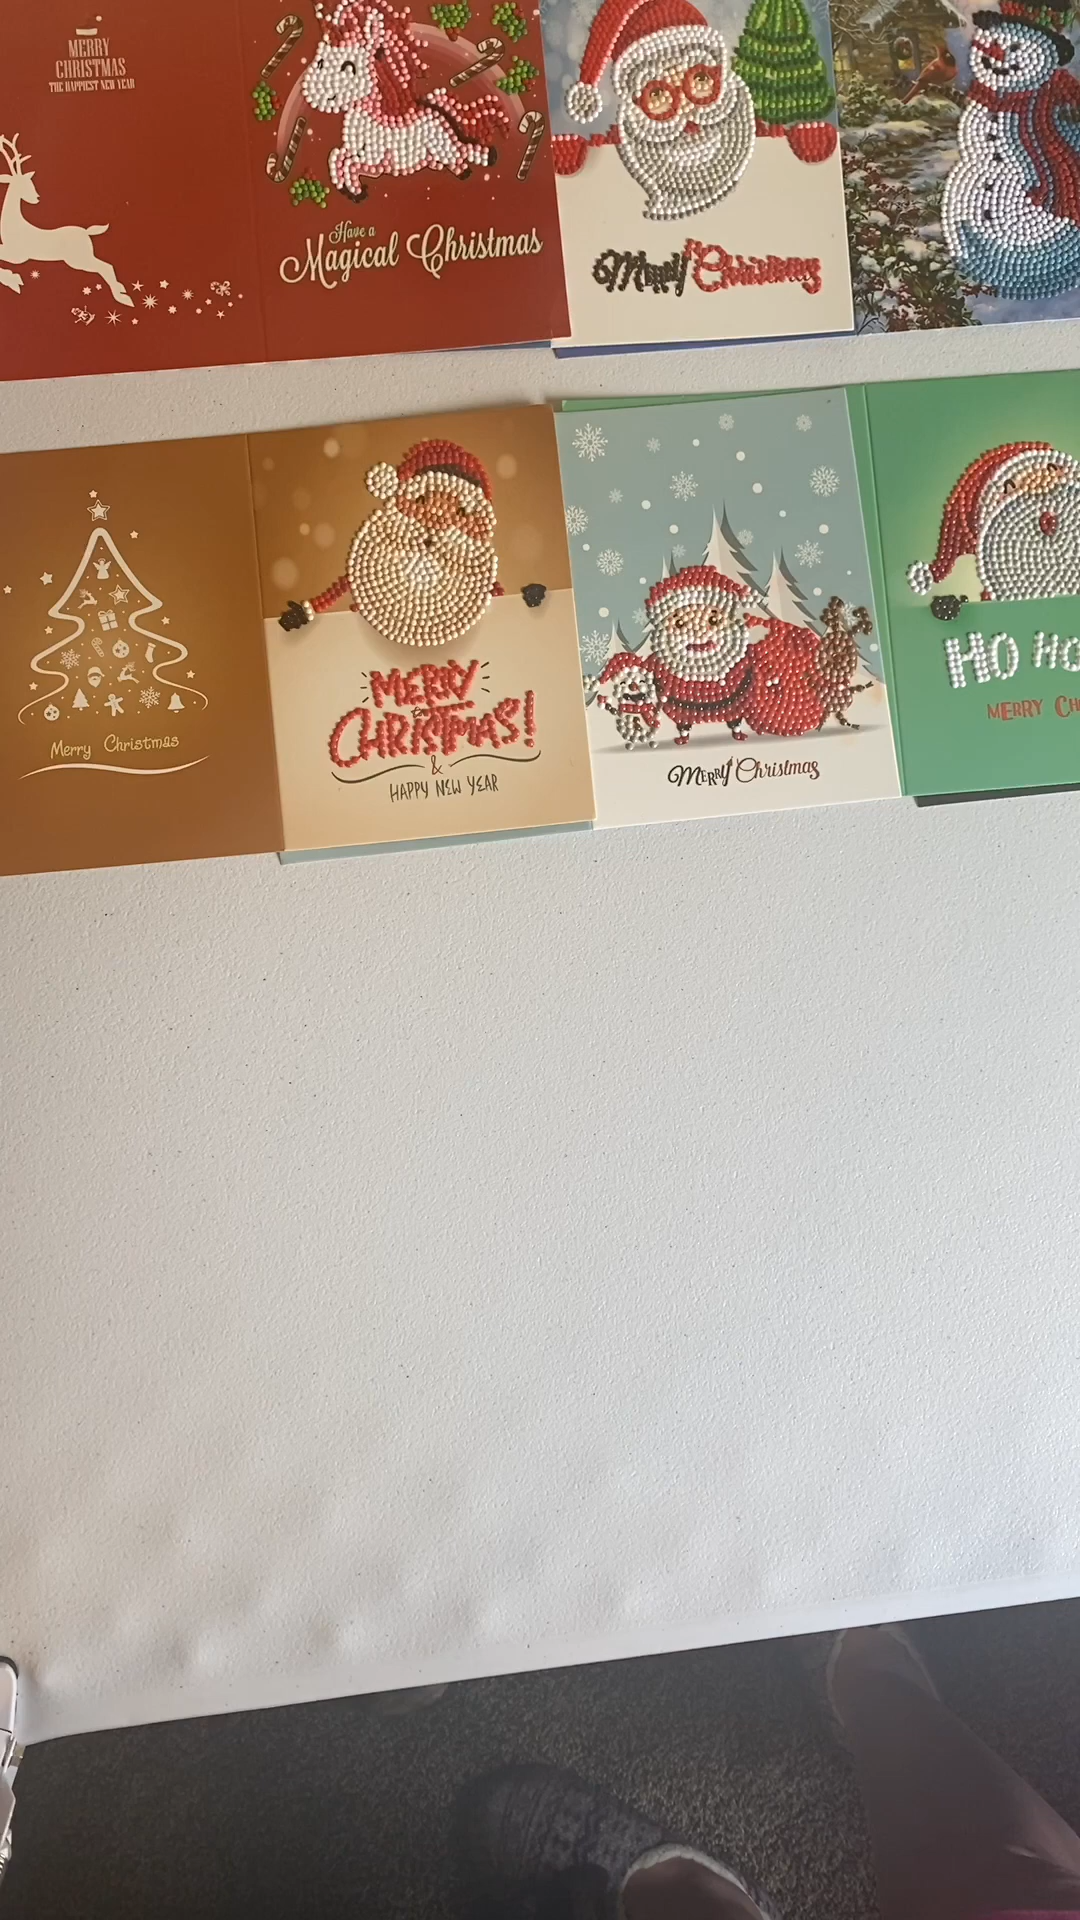 MERRY
CHRISTMAS
THE HAPPIEST NEW YEAR
Have a
Magical Christmas
Merry Christmas
Merry Christmas
MERRY
CHRISTMAS!
&
HAPPY NEW YEAR
MERRY Christmas
HO HO
MERRY CH